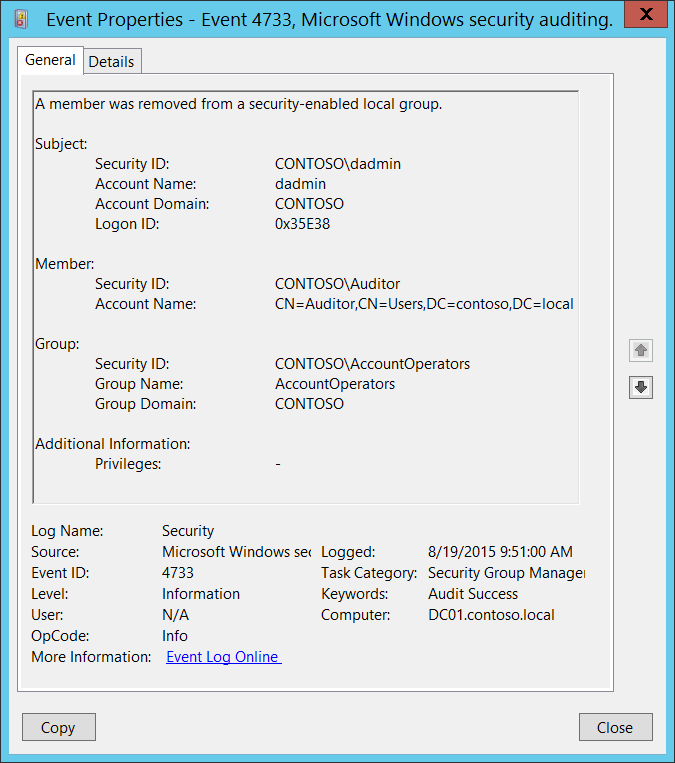 Event Properties - Event 4733, Microsoft Windows security auditing.
X
General
Details
A member was removed from a security-enabled local group.
Subject:
Security ID: CONTOSO\dadmin
Account Name: dadmin
Account Domain: CONTOSO
Logon ID: 0x35E38
Member:
Security ID: CONTOSO\Auditor
Account Name: CN=Auditor,CN=Users,DC=contoso,DC=local
Group:
Security ID: CONTOSO\AccountOperators
Group Name: AccountOperators
Group Domain: CONTOSO
Additional Information:
Privileges: -
Log Name: Security
Source: Microsoft Windows sec Logged: 8/19/2015 9:51:00 AM
Event ID: 4733 Task Category: Security Group Manager
Level: Information Keywords: Audit Success
User: N/A Computer: DC01.contoso.local
OpCode: Info
More Information: Event Log Online
Copy
Close